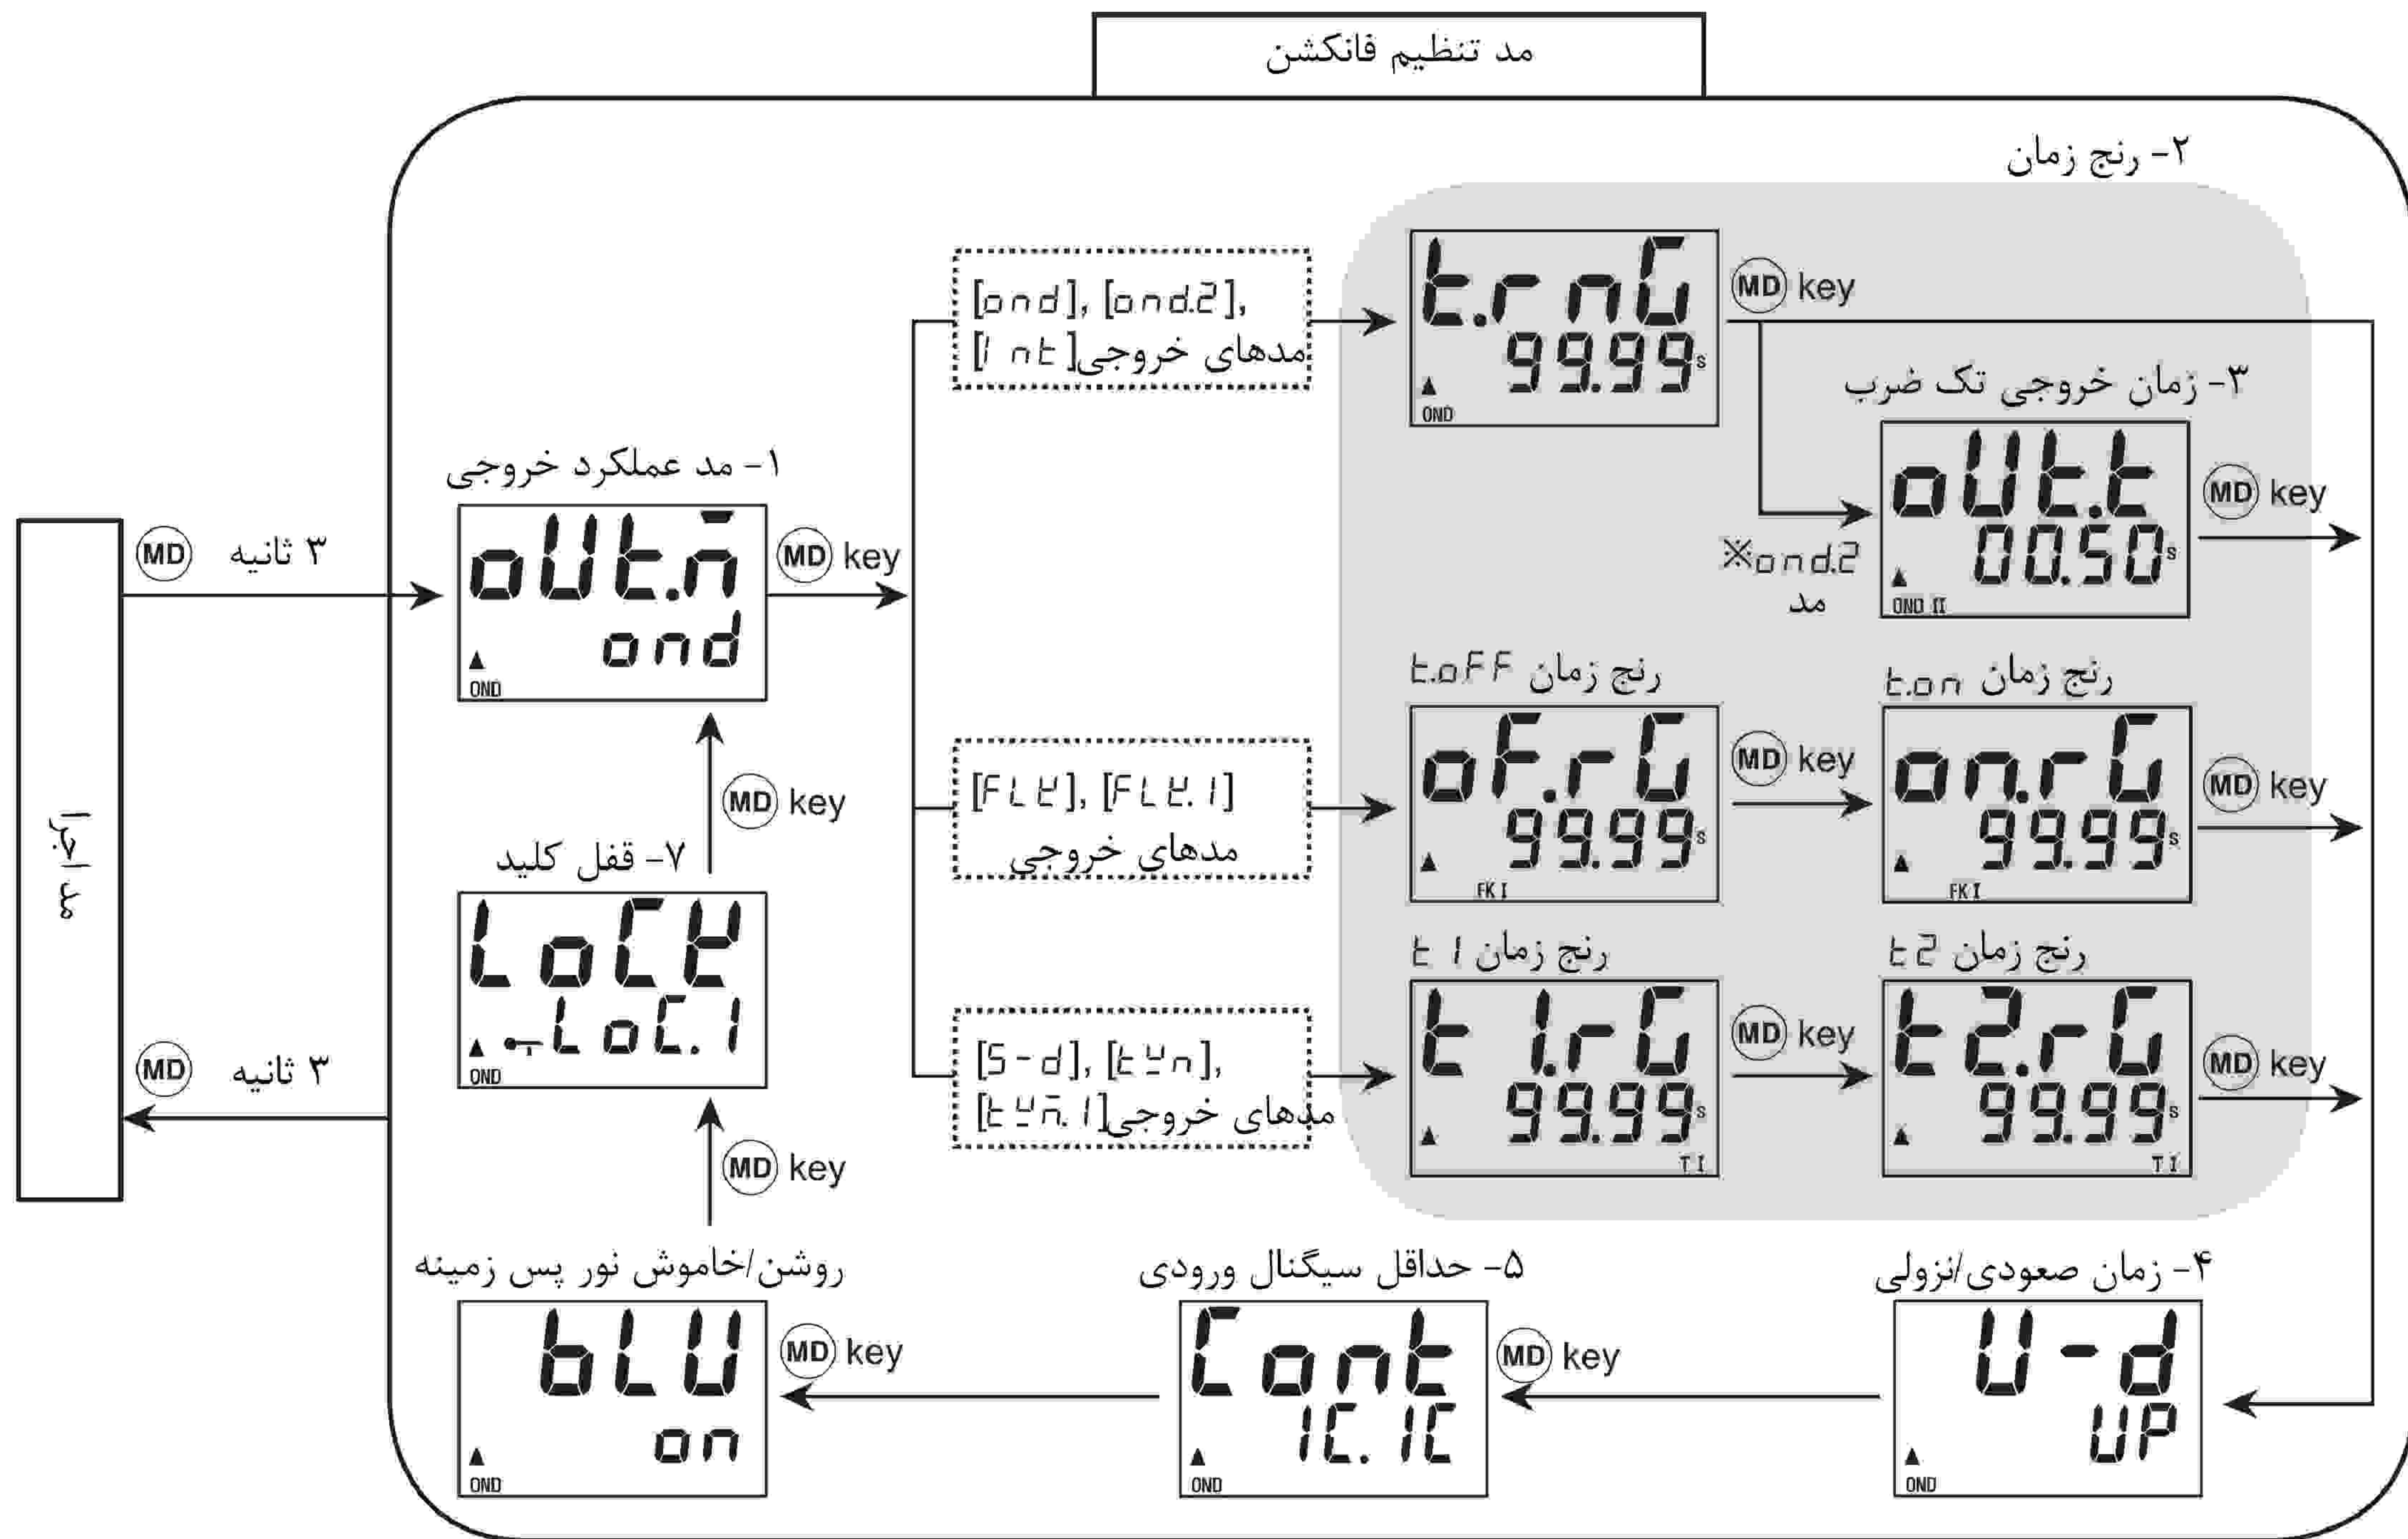 مد تنظیم فانکشن
۲- رنج زمان
[ond], [ond.2],
[Int] مدهای خروجی
t.rnG
99.99s
OND
MD key
۳- زمان خروجی تک ضرب
oUt.t
00.50s
OND II
MD key
※ond.2
مد
۱- مد عملکرد خروجی
oUt.m
ond
OND
MD key
MD ۳ ثانیه
مد اجرا
MD ۳ ثانیه
رنج زمان t.oFF
oF.rG
99.99s
FK I
MD key
رنج زمان t.on
on.rG
99.99s
FK I
MD key
[FLK], [FLK.1]
مدهای خروجی
MD key
۷- قفل کلید
LoCK
LoC.1
OND
MD key
رنج زمان t1
t1.rG
99.99s
T I
MD key
رنج زمان t2
t2.rG
99.99s
T I
MD key
[S-d], [tYn],
[tYm.1] مدهای خروجی
روشن/خاموش نور پس زمینه
bLU
on
OND
MD key
۵- حداقل سیگنال ورودی
Cont
1C.1C
OND
MD key
۴- زمان صعودی/نزولی
U-d
UP
OND